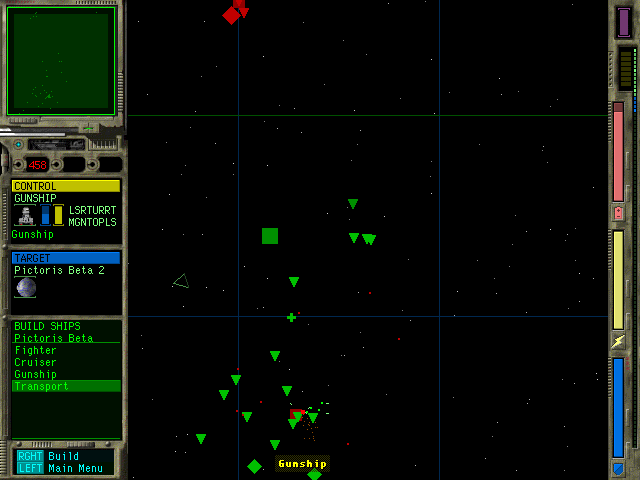 458
CONTROL
GUNSHIP
LSRTURRT
MGNTOPLS
Gunship
TARGET
Pictoris Beta 2
BUILD SHIPS
Pictoris Beta
Fighter
Cruiser
Gunship
Transport
RGHT Build
LEFT Main Menu
Gunship